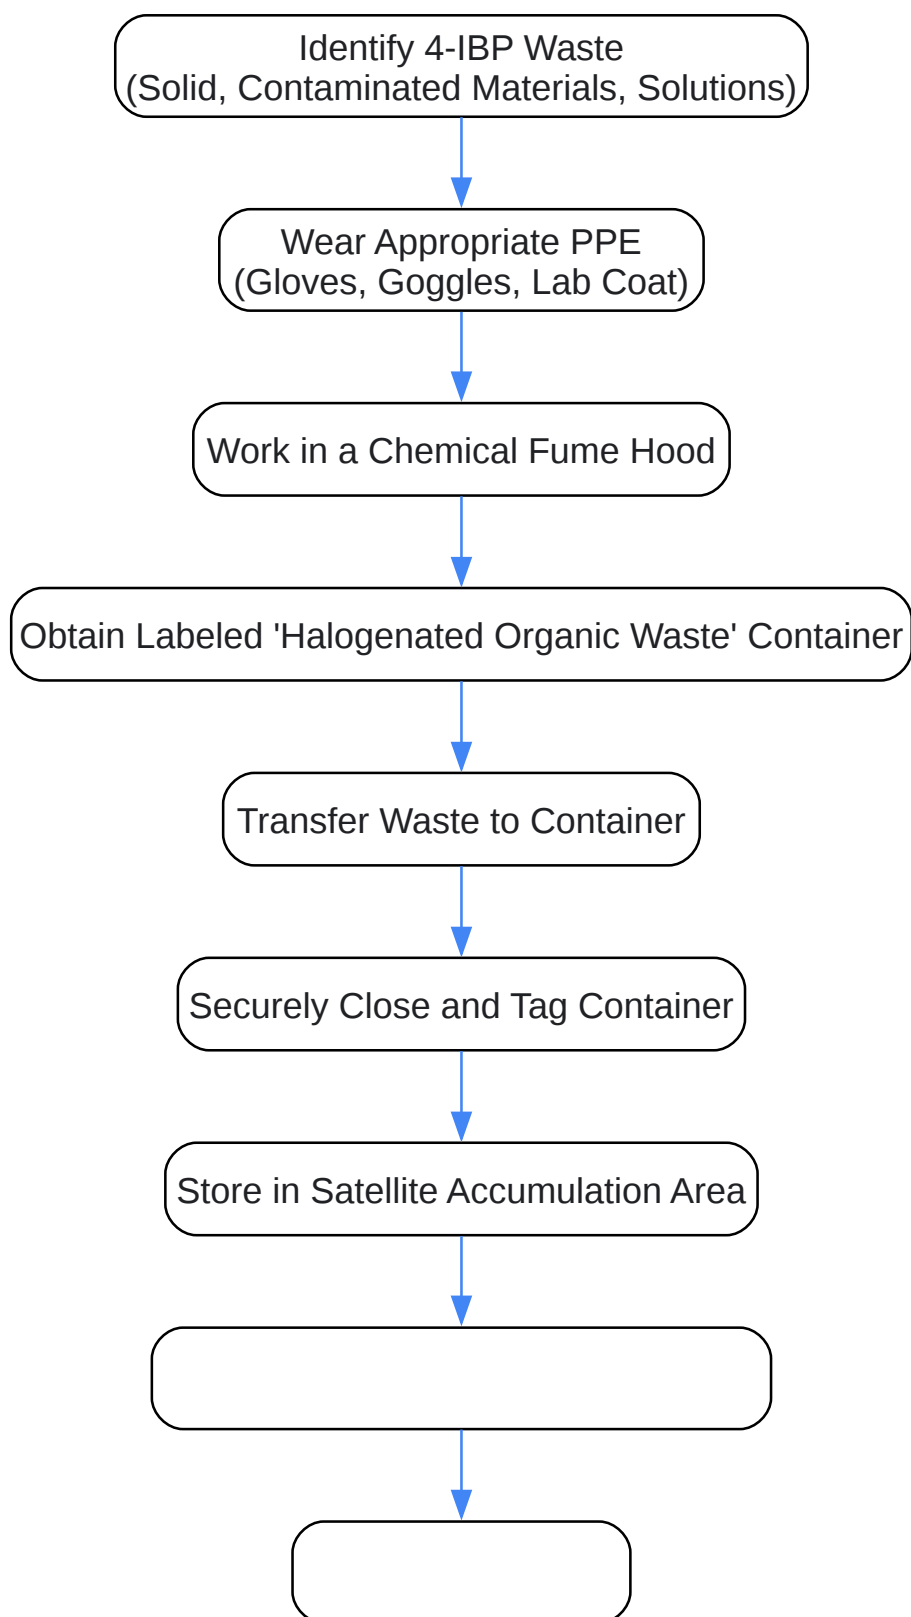 Identify 4-IBP Waste
(Solid, Contaminated Materials, Solutions)
Wear Appropriate PPE
(Gloves, Goggles, Lab Coat)
Work in a Chemical Fume Hood
Obtain Labeled 'Halogenated Organic Waste' Container
Transfer Waste to Container
Securely Close and Tag Container
Store in Satellite Accumulation Area